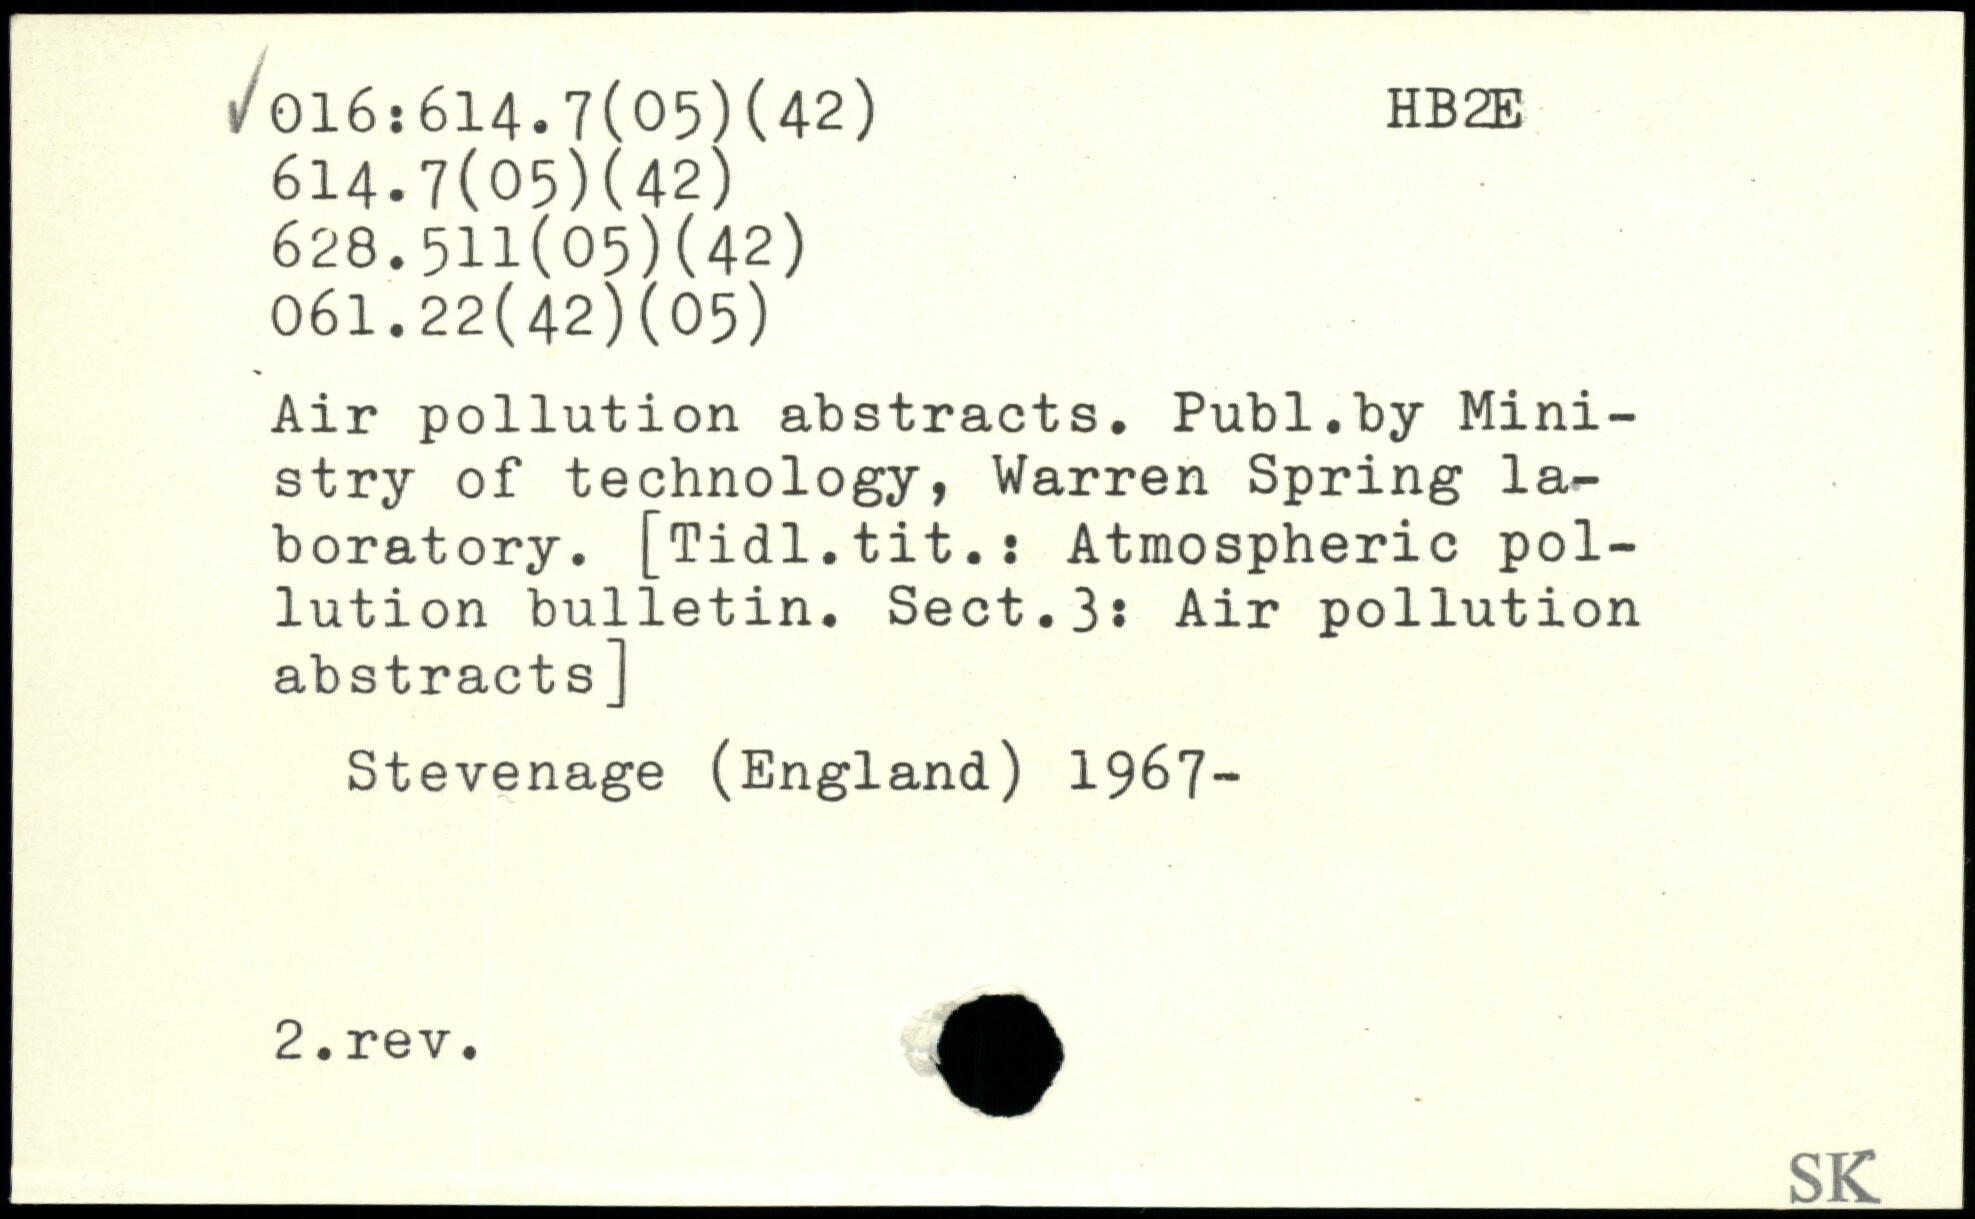 ✓016:614.7(05)(42) HB2E
614.7(05)(42)
628.511(05)(42)
061.22(42)(05)
Air pollution abstracts. Publ.by Mini-
stry of technology, Warren Spring la-
boratory. [Tidl.tit.: Atmospheric pol-
lution bulletin. Sect.3: Air pollution
abstracts]
Stevenage (England) 1967-
2.rev.
SK